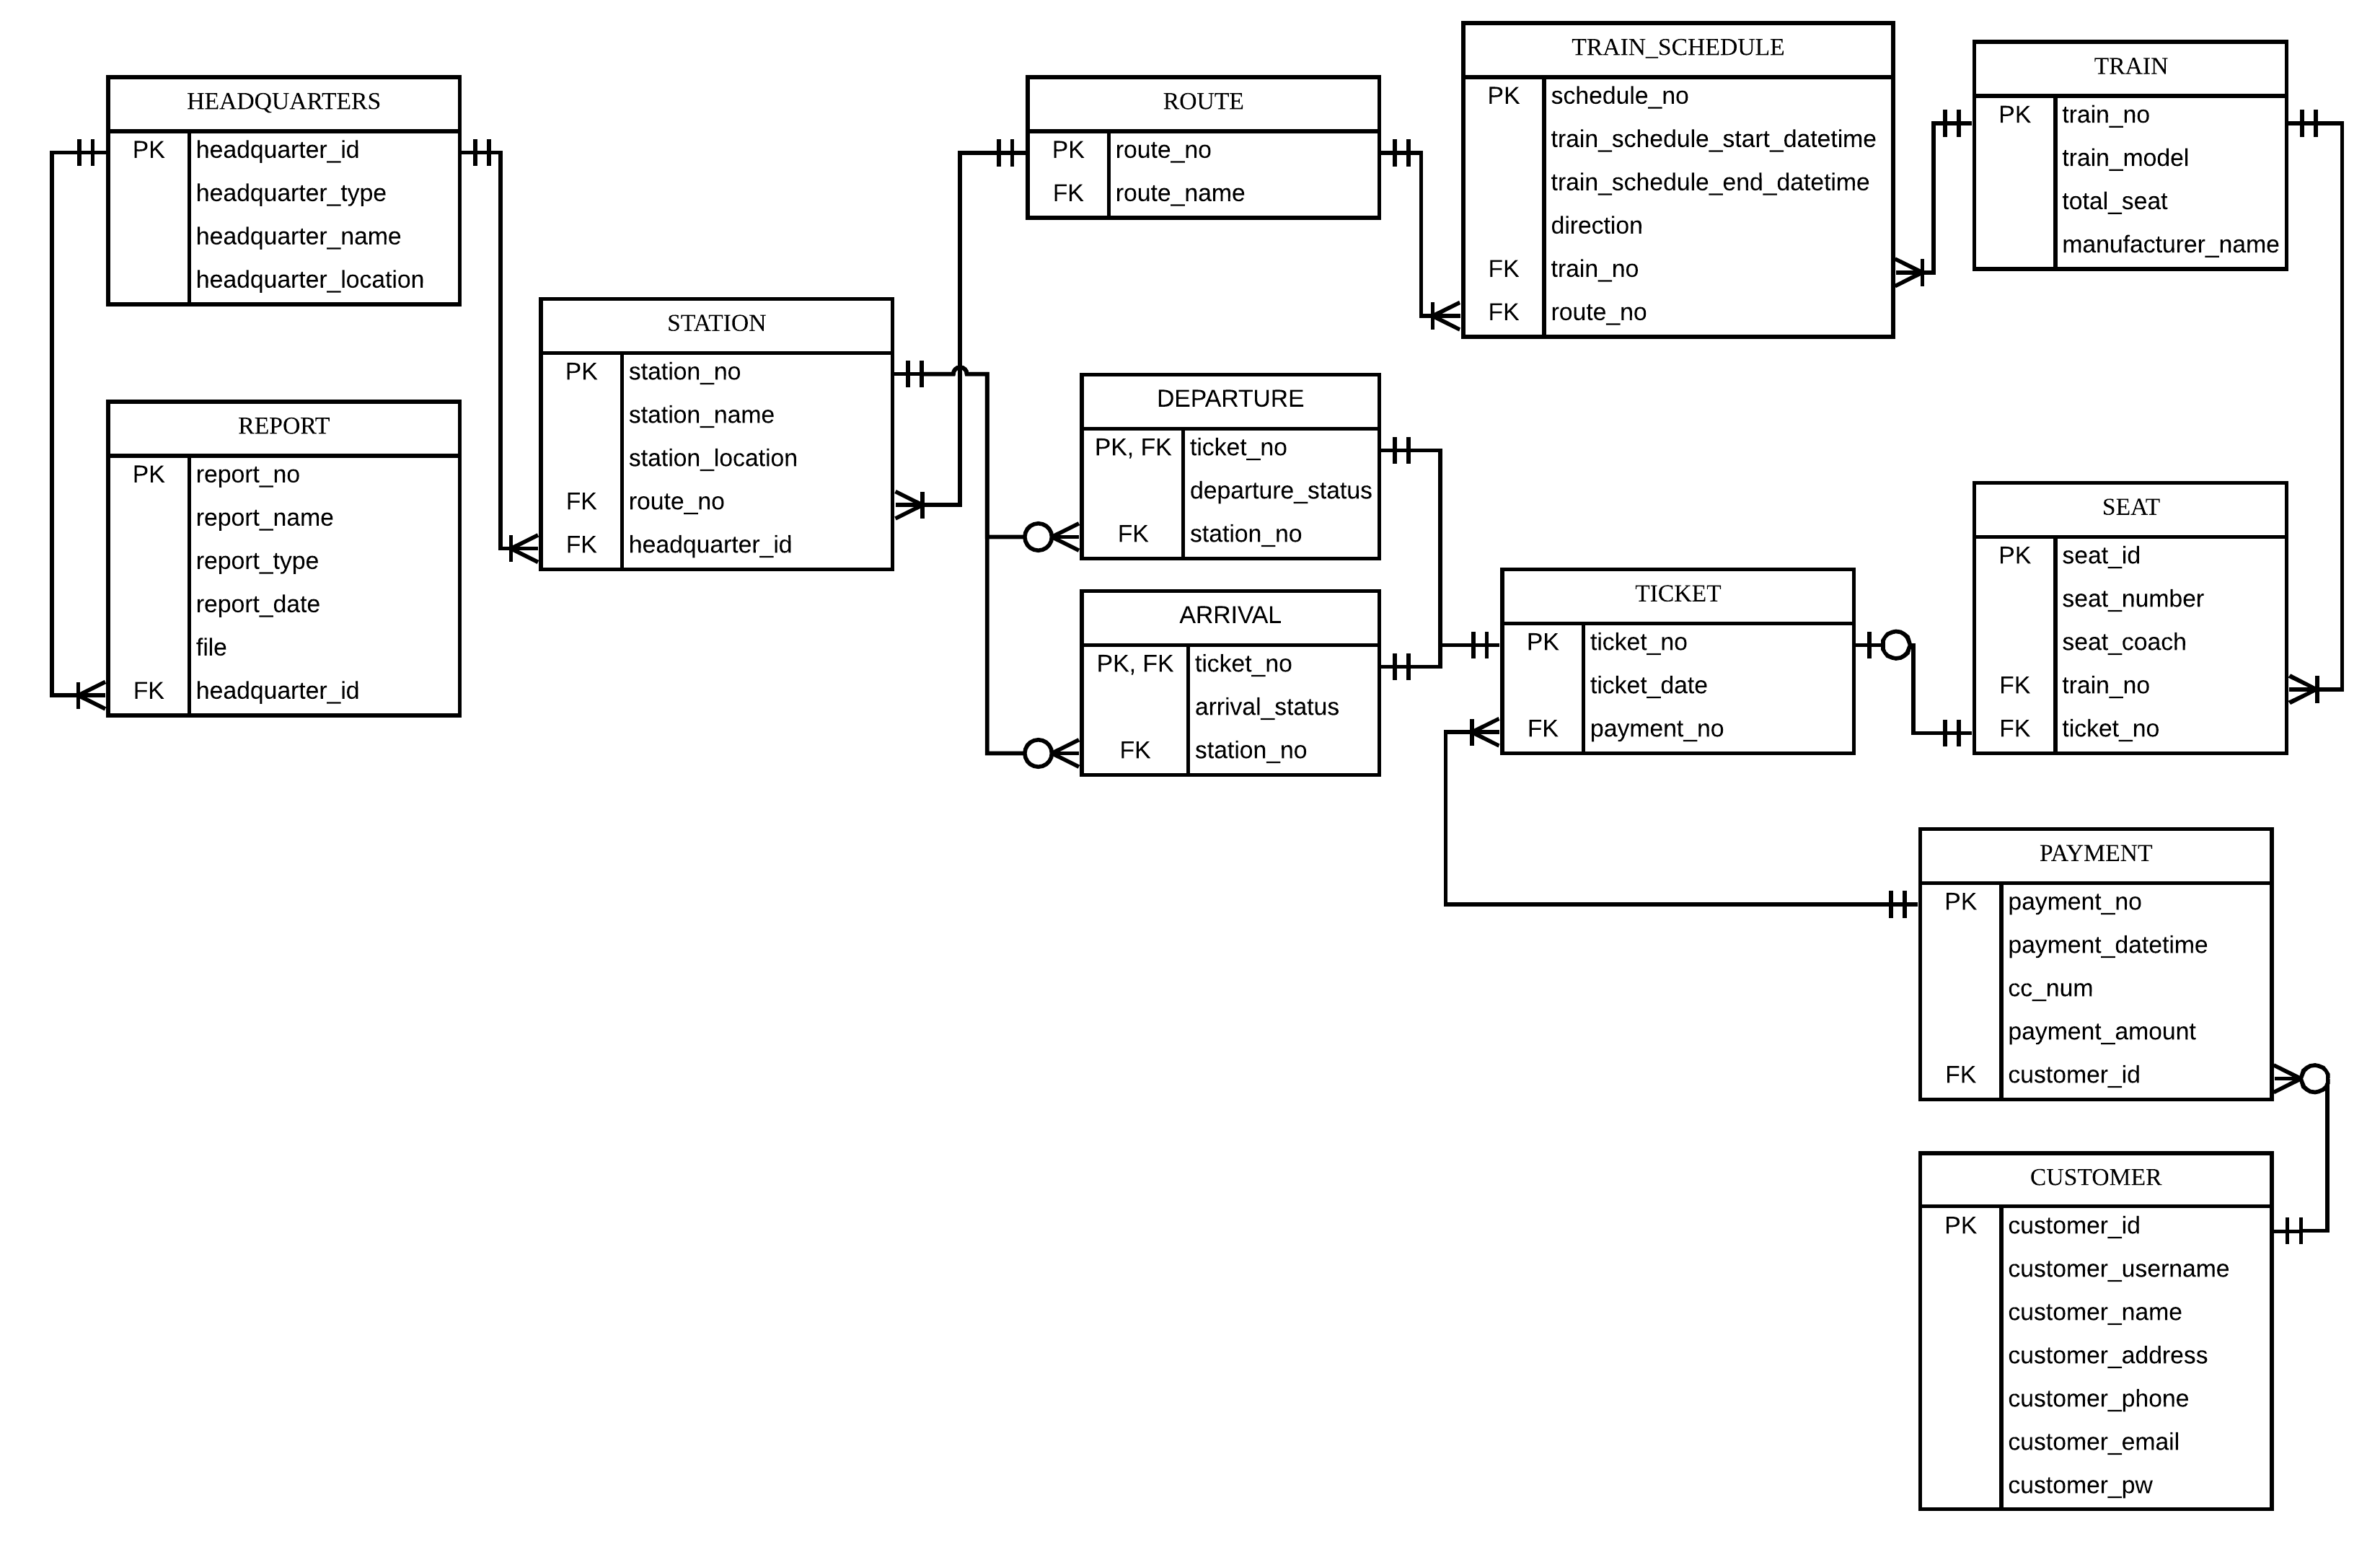 HEADQUARTERS
PK headquarter_id
headquarter_type
headquarter_name
headquarter_location
REPORT
PK report_no
report_name
report_type
report_date
file
FK headquarter_id
STATION
PK station_no
station_name
station_location
FK route_no
FK headquarter_id
ROUTE
PK route_no
FK route_name
DEPARTURE
PK, FK ticket_no
departure_status
FK station_no
ARRIVAL
PK, FK ticket_no
arrival_status
FK station_no
TRAIN_SCHEDULE
PK schedule_no
train_schedule_start_datetime
train_schedule_end_datetime
direction
FK train_no
FK route_no
TRAIN
PK train_no
train_model
total_seat
manufacturer_name
TICKET
PK ticket_no
ticket_date
FK payment_no
SEAT
PK seat_id
seat_number
seat_coach
FK train_no
FK ticket_no
PAYMENT
PK payment_no
payment_datetime
cc_num
payment_amount
FK customer_id
CUSTOMER
PK customer_id
customer_username
customer_name
customer_address
customer_phone
customer_email
customer_pw